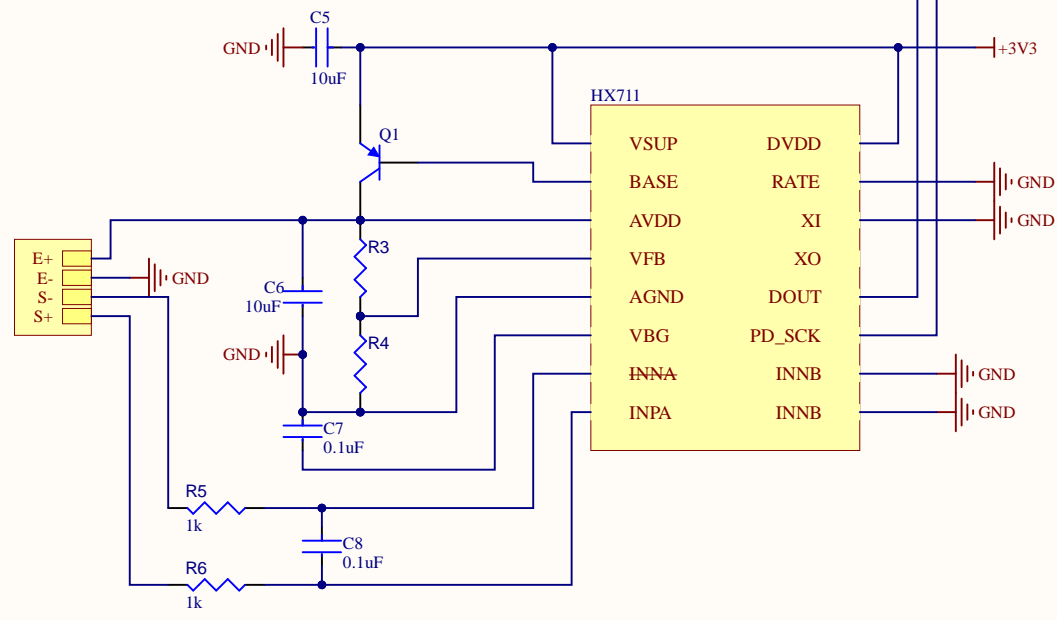 C5
GND
10uF
+3V3
HX711
Q1
VSUP
DVDD
BASE
RATE
GND
AVDD
XI
GND
R3
E+
VFB
XO
E-
GND
C6
S-
10uF
AGND
DOUT
S+
R4
VBG
PD_SCK
GND
INNA
INNB
GND
INPA
INNB
GND
C7
0.1uF
R5
1k
C8
0.1uF
R6
1k